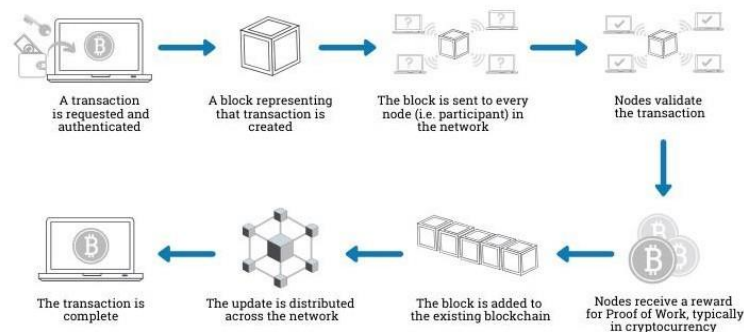 A transaction
is requested and
authenticated
A block representing
that transaction is
created
The block is sent to every
node (i.e. participant) in
the network
Nodes validate
the transaction
Nodes receive a reward
for Proof of Work, typically
in cryptocurrency
The block is added to
the existing blockchain
The update is distributed
across the network
The transaction is
complete